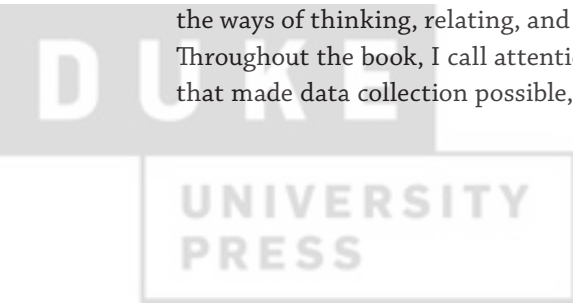 the ways of thinking, relating, and
Throughout the book, I call attenti
that made data collection possible,
DUKE
UNIVERSITY
PRESS